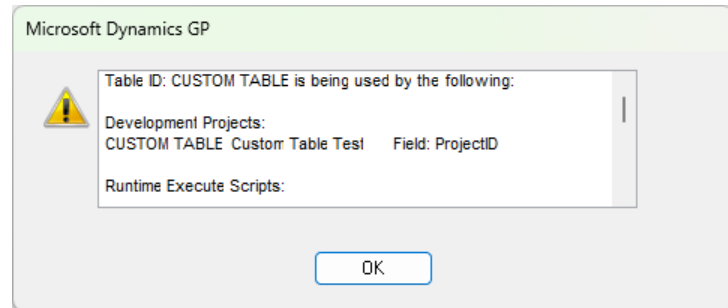 Microsoft Dynamics GP
Table ID: CUSTOM TABLE is being used by the following:
Development Projects:
CUSTOM TABLE Custom Table Test Field: ProjectID
Runtime Execute Scripts:
OK